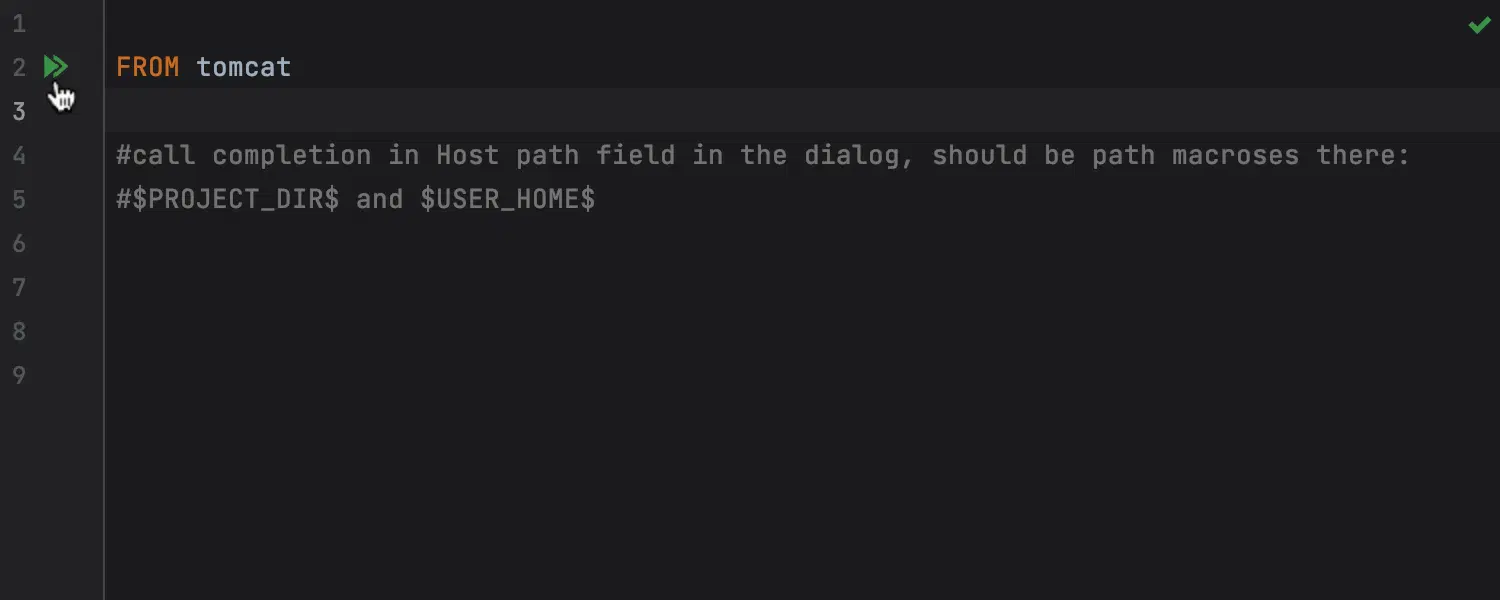 1
2 FROM tomcat
3
4 #call completion in Host path field in the dialog, should be path macroses there:
5 #$PROJECT_DIR$ and $USER_HOME$
6
7
8
9